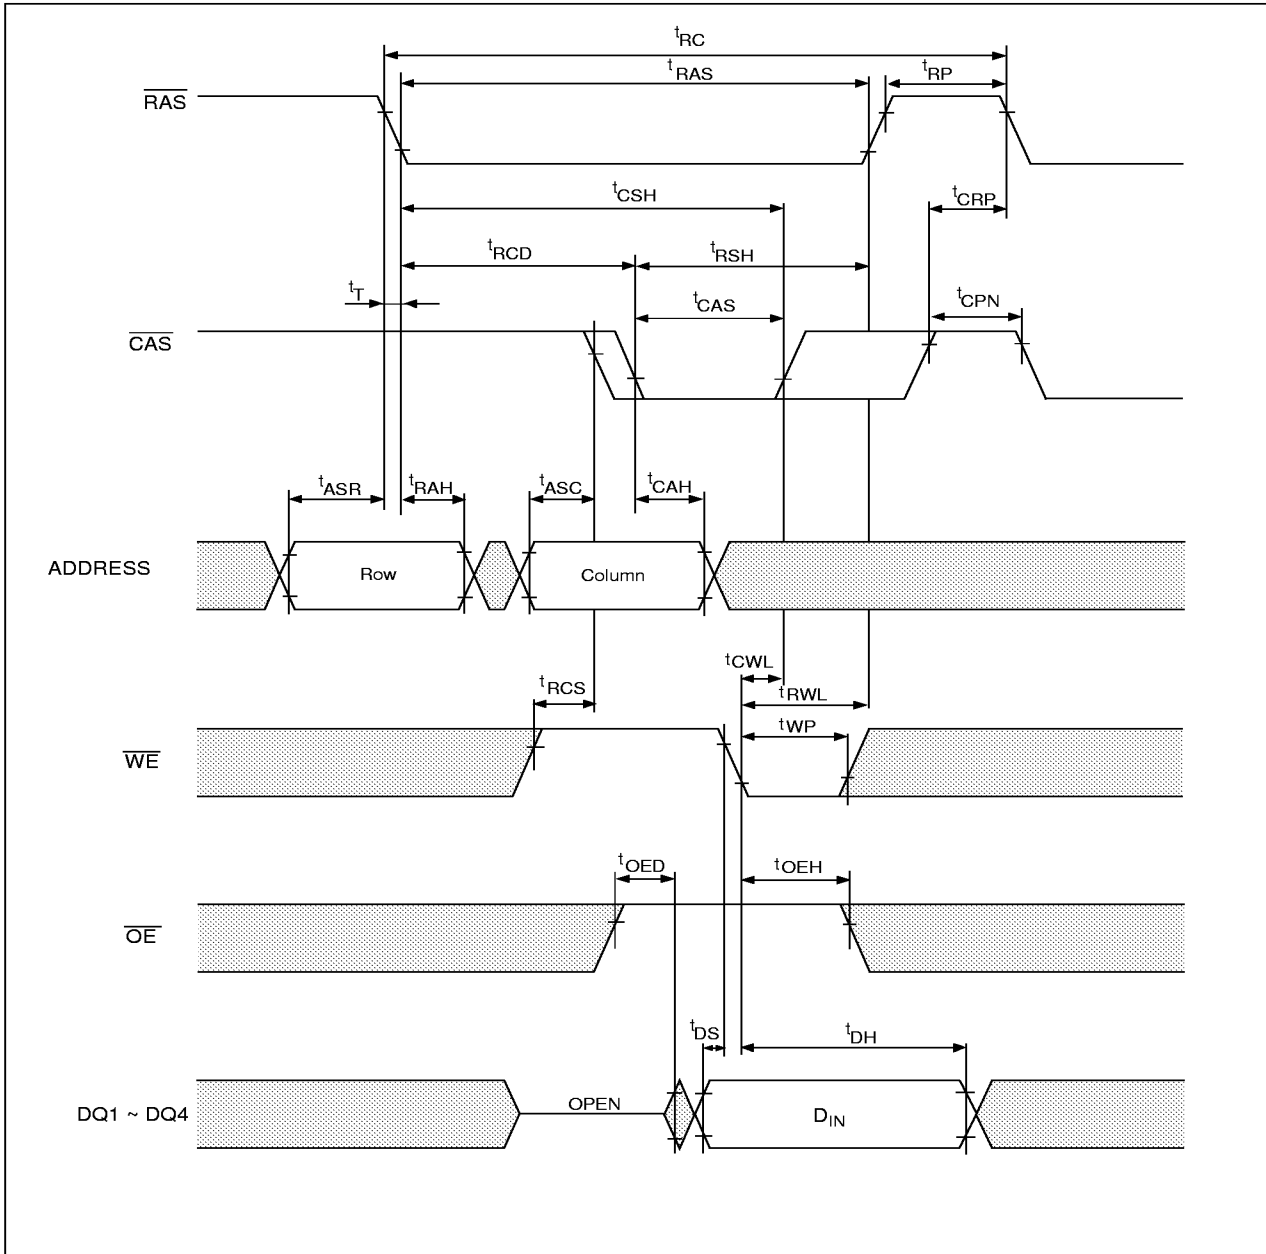 tRC
tRAS
tRP
RAS
tCSH
tCRP
tRCD
tRSH
tT
tCAS
tCPN
CAS
tASR
tRAH
tASC
tCAH
ADDRESS
Row
Column
tCWL
tRCS
tRWL
tWP
WE
tOED
tOEH
OE
tDS
tDH
DQ1 ~ DQ4
OPEN
DIN